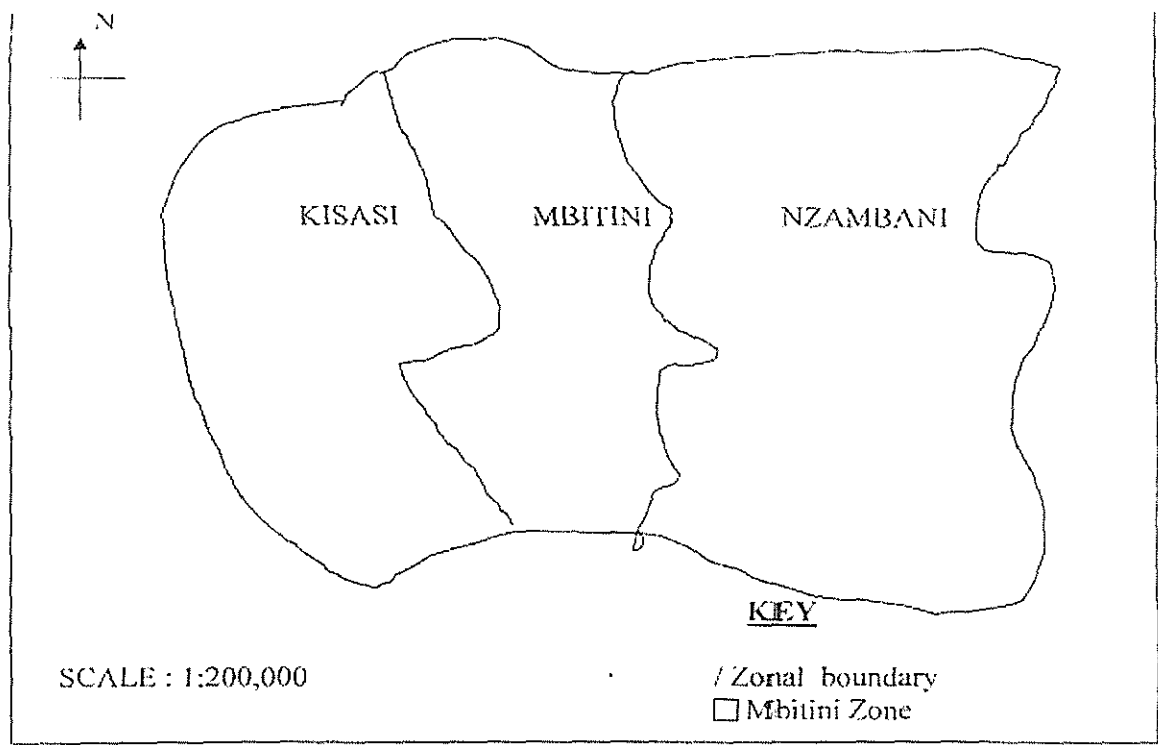 N
KISASI MBITINI NZAMBANI
KEY
SCALE : 1:200,000 / Zonal boundary
Mbitini Zone